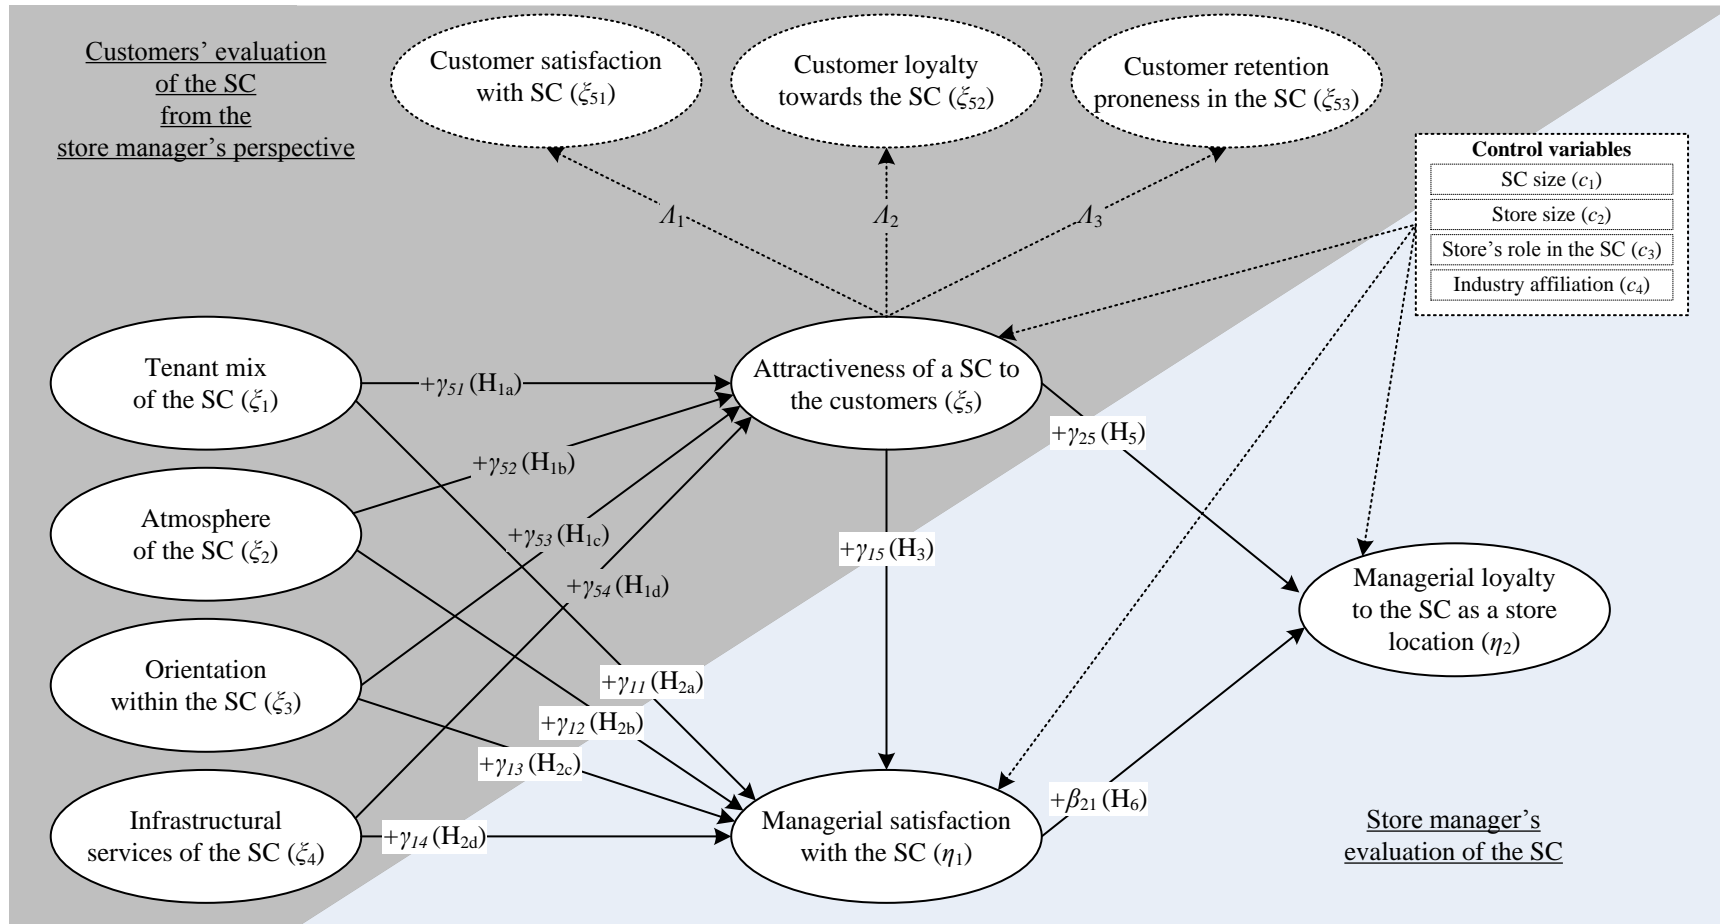 Customers’ evaluation
of the SC
from the
store manager’s perspective
Customer satisfaction
with SC (ξ51)
Customer loyalty
towards the SC (ξ52)
Customer retention
proneness in the SC (ξ53)
Control variables
SC size (c1)
Store size (c2)
Store’s role in the SC (c3)
Industry affiliation (c4)
Λ1
Λ2
Λ3
Tenant mix
of the SC (ξ1)
Atmosphere
of the SC (ξ2)
Orientation
within the SC (ξ3)
Infrastructural
services of the SC (ξ4)
+γ51 (H1a)
+γ52 (H1b)
+γ53 (H1c)
+γ54 (H1d)
+γ11 (H2a)
+γ12 (H2b)
+γ13 (H2c)
+γ14 (H2d)
Attractiveness of a SC to
the customers (ξ5)
+γ25 (H5)
+γ15 (H3)
Managerial satisfaction
with the SC (η1)
+β21 (H6)
Managerial loyalty
to the SC as a store
location (η2)
Store manager’s
evaluation of the SC